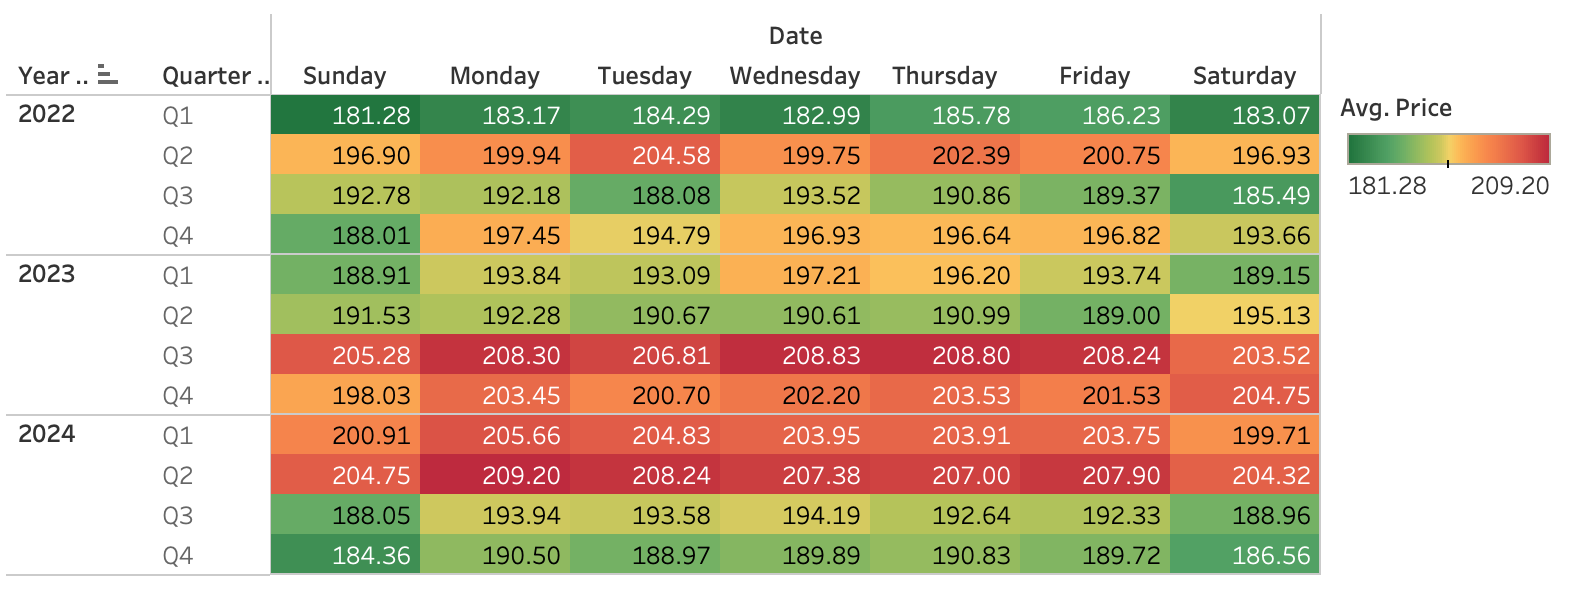 Date
Year .. Quarter .. Sunday Monday Tuesday Wednesday Thursday Friday Saturday
2022 Q1 181.28 183.17 184.29 182.99 185.78 186.23 183.07
Q2 196.90 199.94 204.58 199.75 202.39 200.75 196.93
Q3 192.78 192.18 188.08 193.52 190.86 189.37 185.49
Q4 188.01 197.45 194.79 196.93 196.64 196.82 193.66
2023 Q1 188.91 193.84 193.09 197.21 196.20 193.74 189.15
Q2 191.53 192.28 190.67 190.61 190.99 189.00 195.13
Q3 205.28 208.30 206.81 208.83 208.80 208.24 203.52
Q4 198.03 203.45 200.70 202.20 203.53 201.53 204.75
2024 Q1 200.91 205.66 204.83 203.95 203.91 203.75 199.71
Q2 204.75 209.20 208.24 207.38 207.00 207.90 204.32
Q3 188.05 193.94 193.58 194.19 192.64 192.33 188.96
Q4 184.36 190.50 188.97 189.89 190.83 189.72 186.56
Avg. Price
181.28 209.20